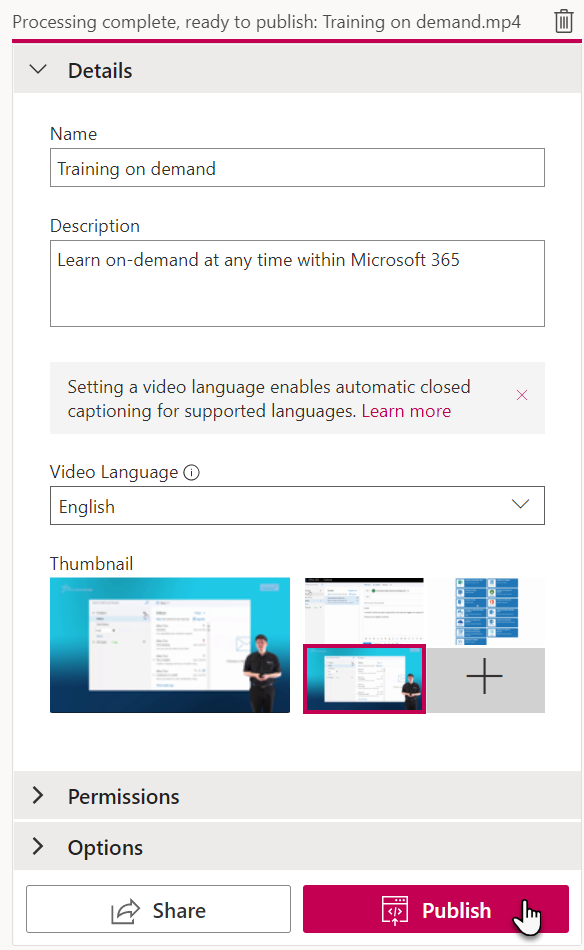 Processing complete, ready to publish: Training on demand.mp4
Details
Name
Training on demand
Description
Learn on-demand at any time within Microsoft 365
Setting a video language enables automatic closed
captioning for supported languages. Learn more
Video Language
English
Thumbnail
Permissions
Options
Share
Publish